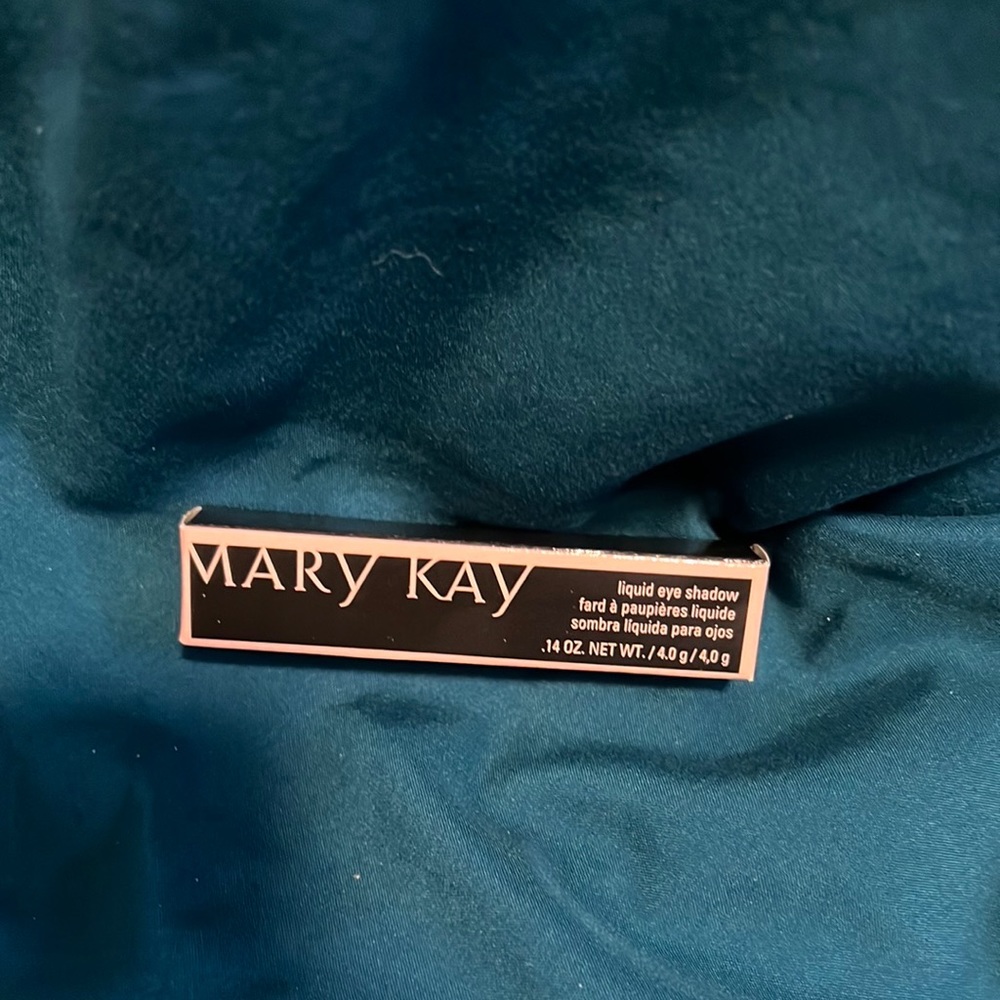 MARY KAY
liquid eye shadow
fard à paupières liquide
sombra líquida para ojos
.14 OZ. NET WT. / 4.0 g / 4,0 g